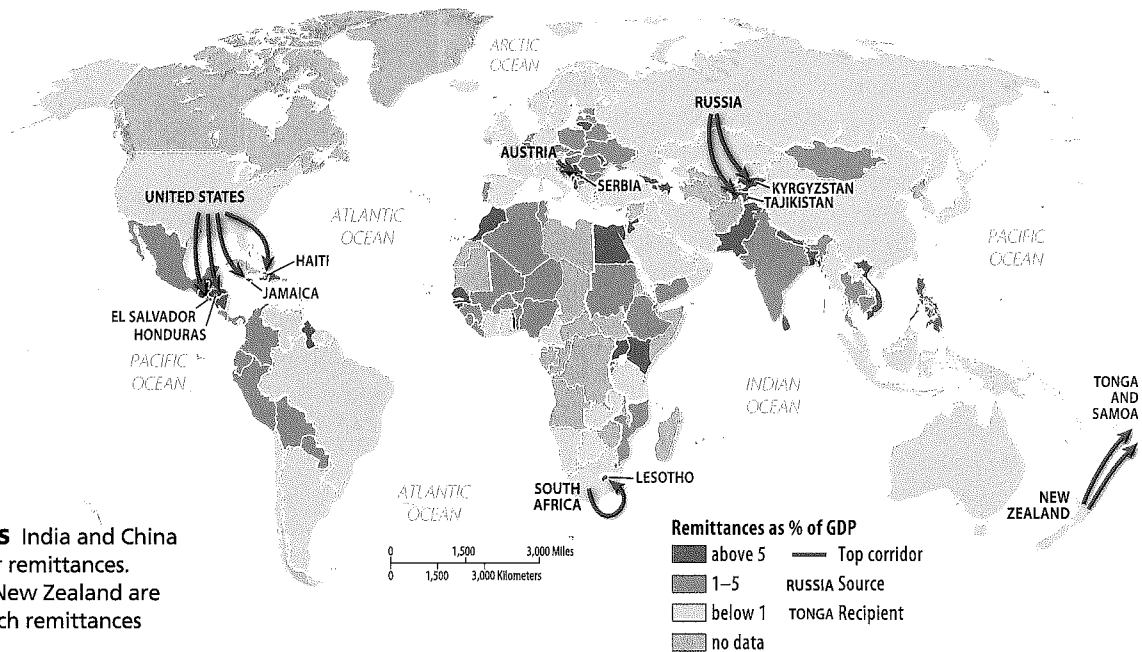 ARCTIC
OCEAN
RUSSIA
AUSTRIA
SERBIA
KYRGYZSTAN
TAJIKISTAN
UNITED STATES
ATLANTIC
OCEAN
PACIFIC
OCEAN
HAITI
JAMAICA
EL SALVADOR
HONDURAS
PACIFIC
OCEAN
INDIAN
OCEAN
TONGA
AND
SAMOA
ATLANTIC
OCEAN
SOUTH
AFRICA
LESOTHO
NEW
ZEALAND
S India and China
r remittances.
New Zealand are
ch remittances
0 1,500 3,000 Miles
0 1,500 3,000 Kilometers
Remittances as % of GDP
above 5 Top corridor
1–5 RUSSIA Source
below 1 TONGA Recipient
no data